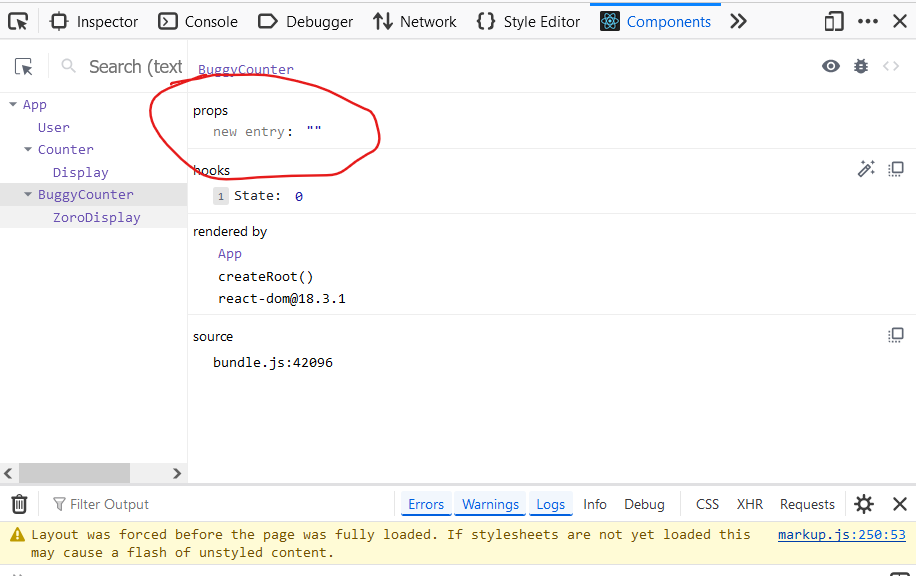 Inspector Console Debugger Network Style Editor Components
Search (text BuggyCounter
App
User
Counter
Display
BuggyCounter
ZoroDisplay
props
new entry: ""
hooks
1 State: 0
rendered by
App
createRoot()
react-dom@18.3.1
source
bundle.js:42096
Filter Output Errors Warnings Logs Info Debug CSS XHR Requests
Layout was forced before the page was fully loaded. If stylesheets are not yet loaded this markup.js:250:53
may cause a flash of unstyled content.